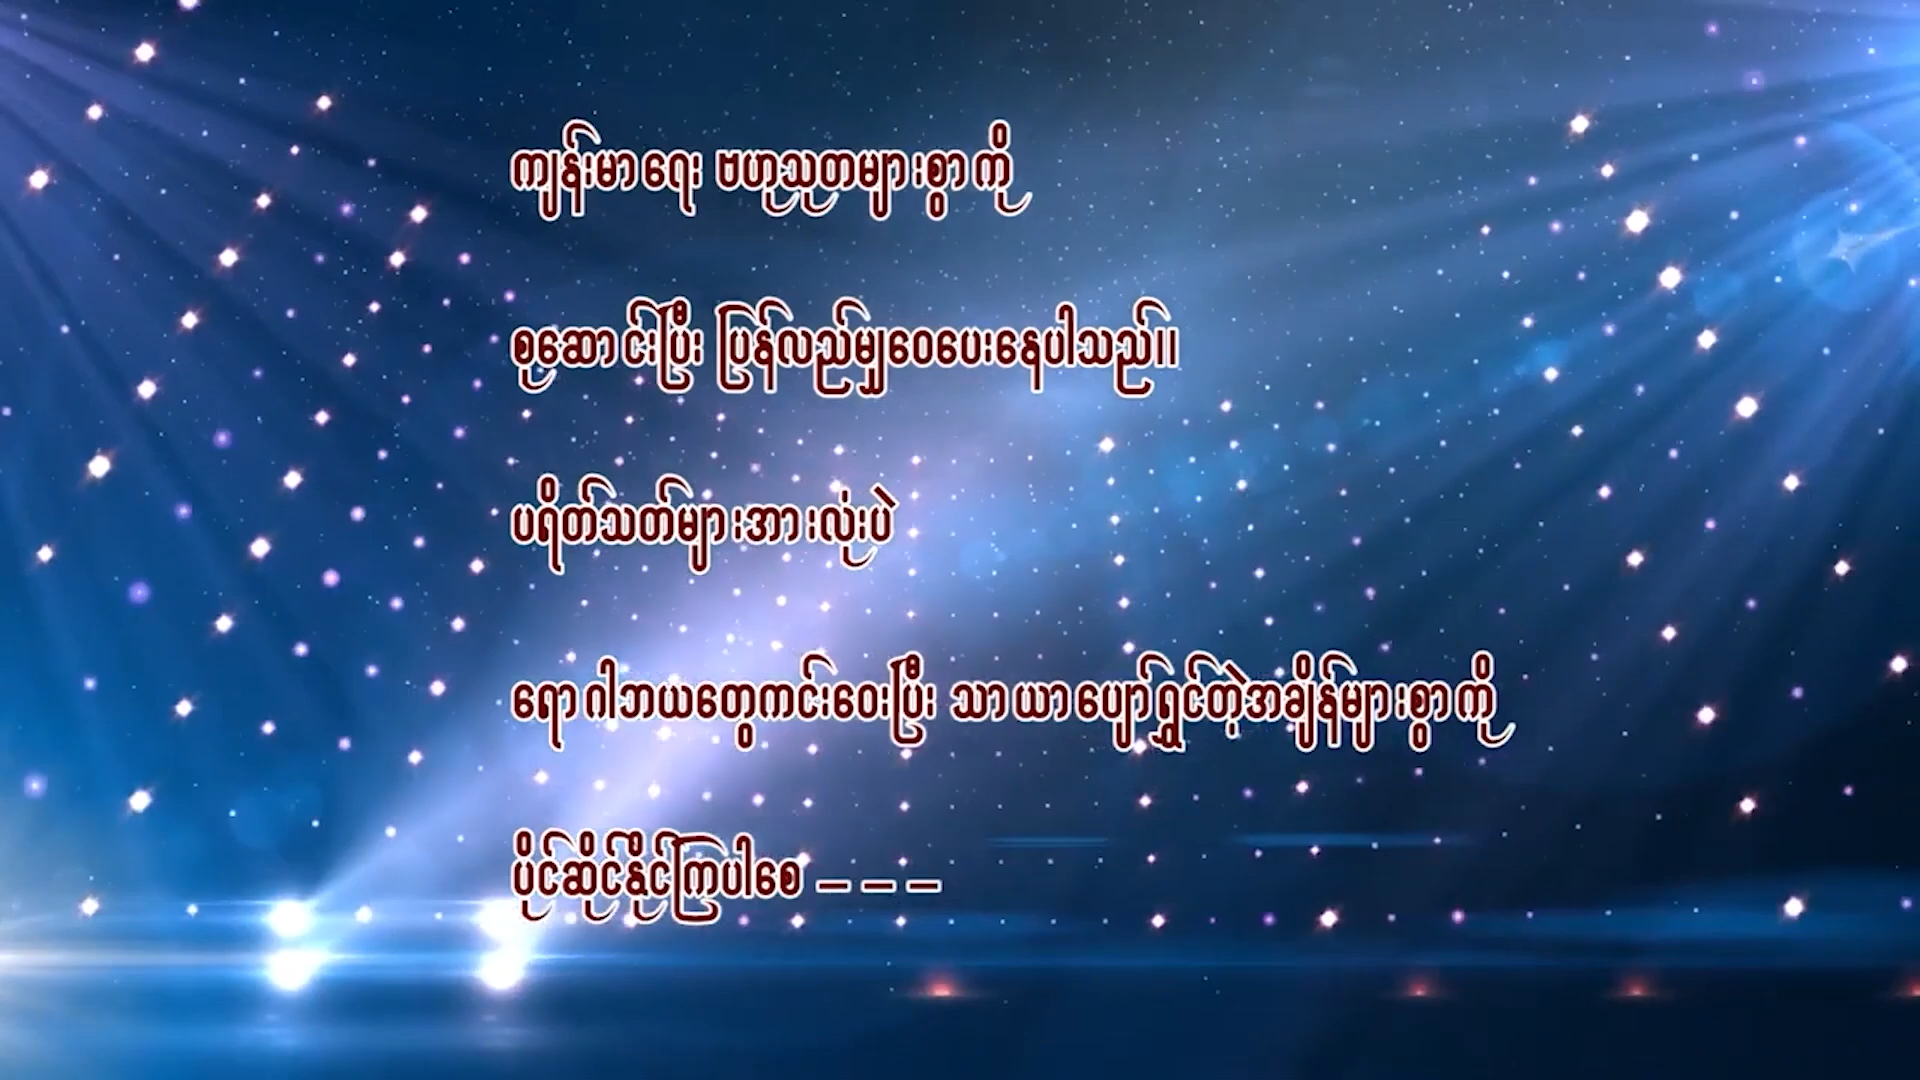 ကျန်းမာရေး ဗဟုသုတများစွာကို
စုဆောင်းပြီး ပြန်လည်မျှဝေပေးနေပါသည်။
ပရိတ်သတ်များအားလုံးပဲ
ရောဂါဘယတွေကင်းဝေးပြီး သာယာပျော်ရွှင်တဲ့အချိန်များစွာကို
ပိုင်ဆိုင်နိုင်ကြပါစေ – – –